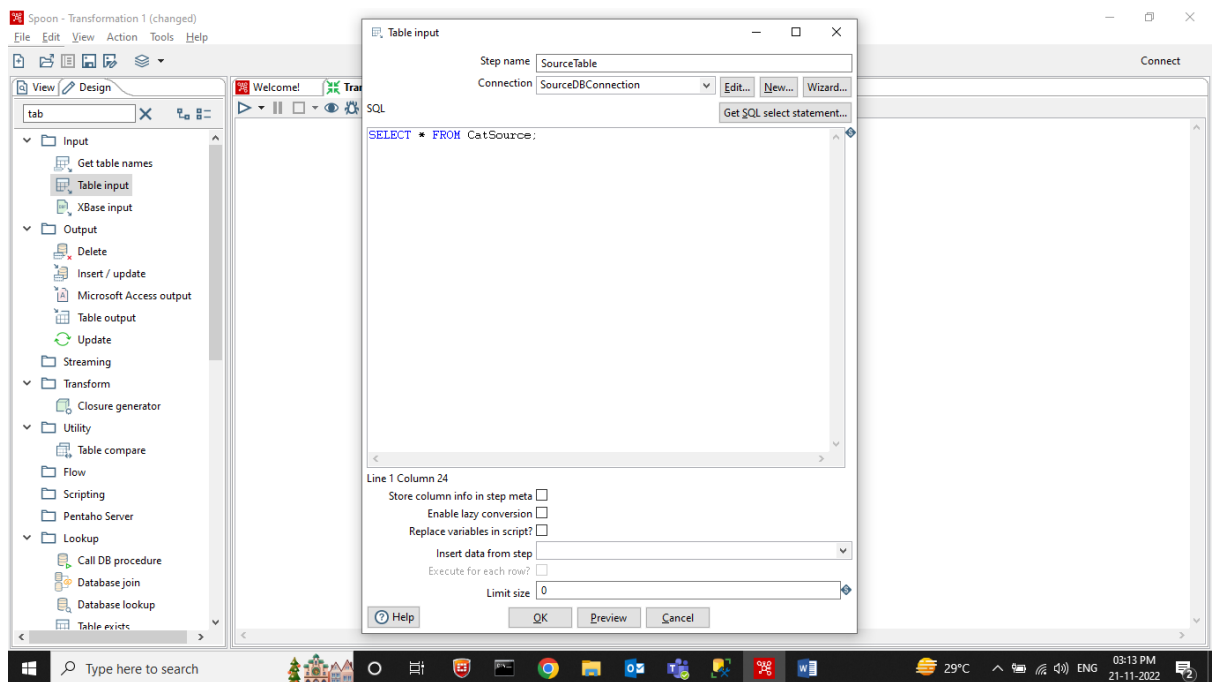 Spoon - Transformation 1 (changed)
File Edit View Action Tools Help
Connect
View Design
tab
Input
Get table names
Table input
XBase input
Output
Delete
Insert / update
Microsoft Access output
Table output
Update
Streaming
Transform
Closure generator
Utility
Table compare
Flow
Scripting
Pentaho Server
Lookup
Call DB procedure
Database join
Database lookup
Table exists
Welcome! Tra
Table input
Step name SourceTable
Connection SourceDBConnection Edit... New... Wizard...
SQL Get SQL select statement...
SELECT * FROM CatSource;
Line 1 Column 24
Store column info in step meta
Enable lazy conversion
Replace variables in script?
Insert data from step
Execute for each row?
Limit size 0
Help OK Preview Cancel
Type here to search
29°C ENG 03:13 PM
21-11-2022
2